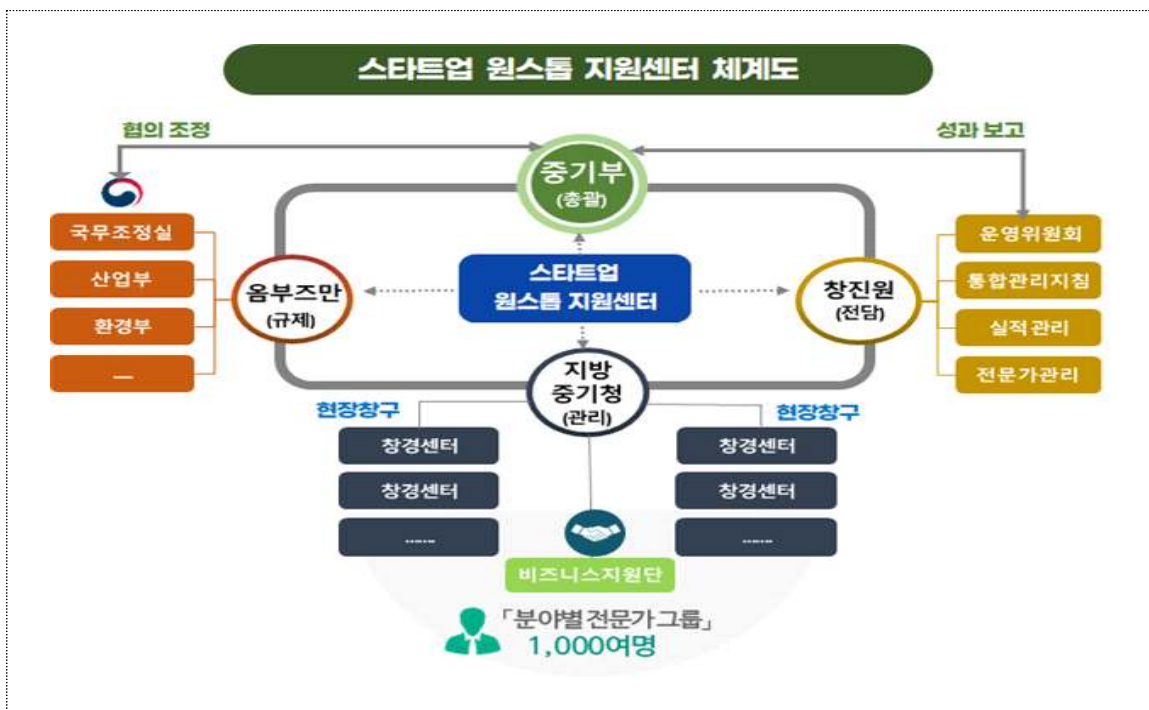 스타트업 원스톱 지원센터 체계도
협의 조정
성과 보고
중기부
(총괄)
국무조정실
산업부
환경부
—
옴부즈만
(규제)
스타트업
원스톱 지원센터
창진원
(전담)
운영위원회
통합관리지침
실적관리
전문가관리
지방
중기청
(관리)
현장창구
현장창구
창경센터
창경센터
......
창경센터
창경센터
......
비즈니스지원단
「분야별 전문가 그룹」
1,000여명